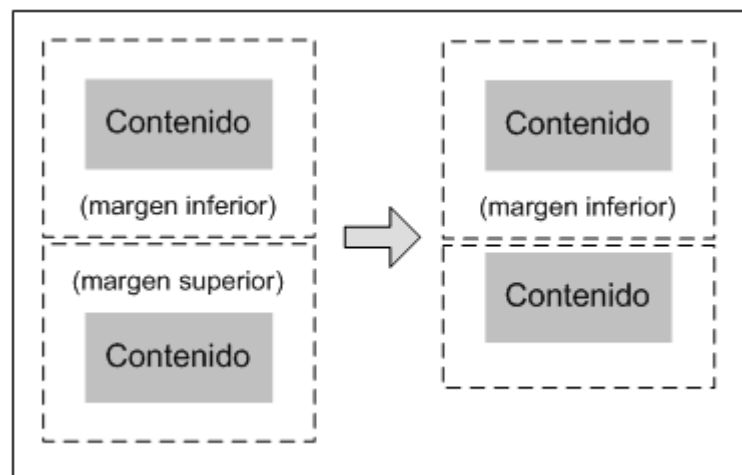 Contenido
(margen inferior)
(margen superior)
Contenido
Contenido
(margen inferior)
Contenido